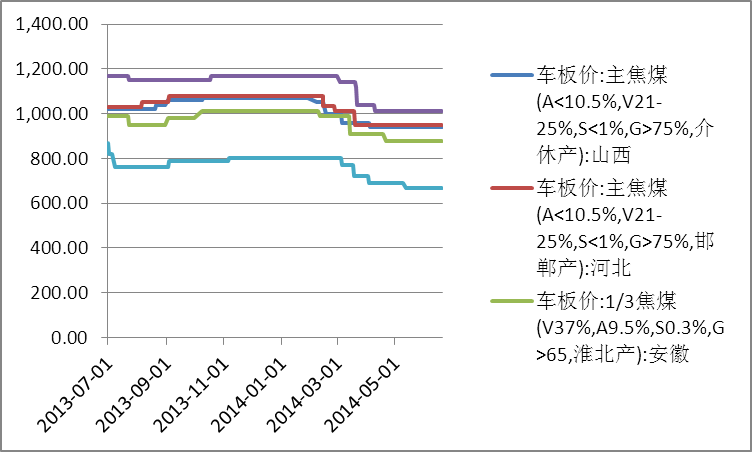 1,400.00
1,200.00
1,000.00
800.00
600.00
400.00
200.00
0.00
2013-07-01
2013-09-01
2013-11-01
2014-01-01
2014-03-01
2014-05-01
车板价:主焦煤
(A<10.5%,V21-
25%,S<1%,G>75%,介
休产):山西
车板价:主焦煤
(A<10.5%,V21-
25%,S<1%,G>75%,邯
郸产):河北
车板价:1/3焦煤
(V37%,A9.5%,S0.3%,G
>65,淮北产):安徽